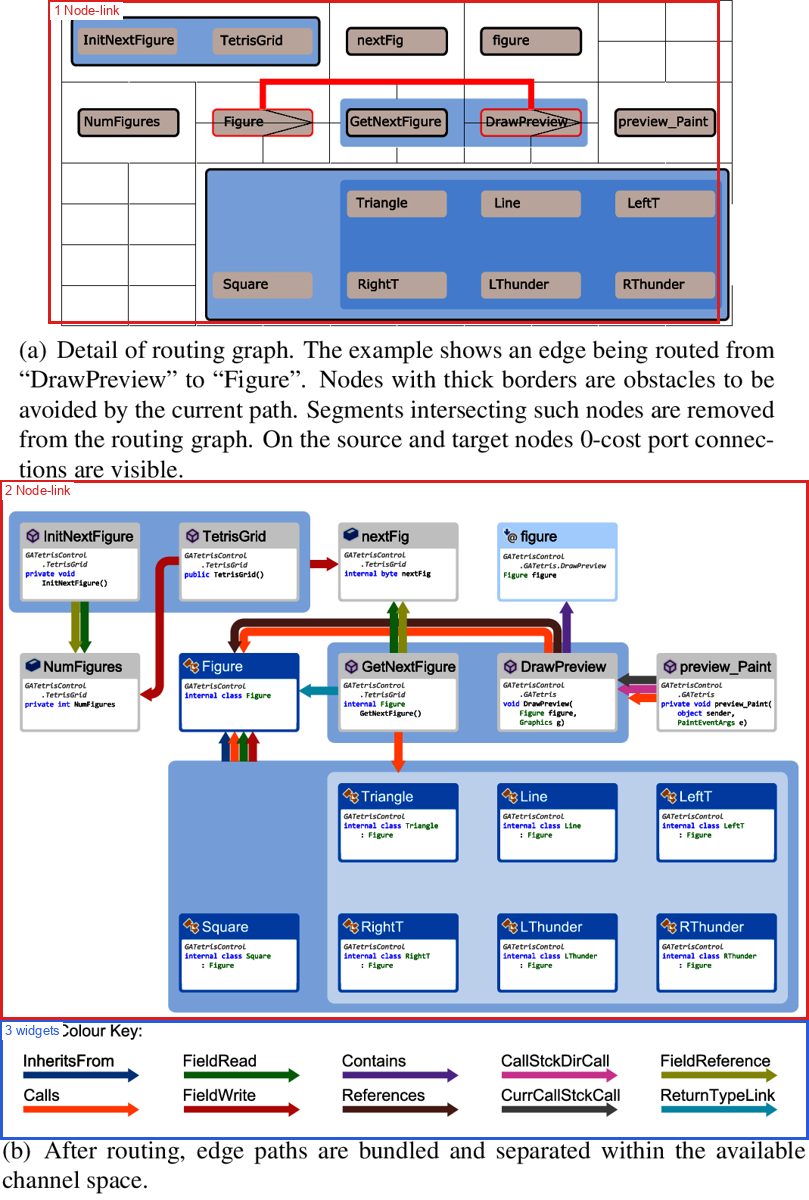 1 Node-link
InitNextFigure TetrisGrid nextFig figure
NumFigures Figure GetNextFigure DrawPreview preview_Paint
Triangle Line LeftT
Square RightT LThunder RThunder
(a) Detail of routing graph. The example shows an edge being routed from
“DrawPreview” to “Figure”. Nodes with thick borders are obstacles to be
avoided by the current path. Segments intersecting such nodes are removed
from the routing graph. On the source and target nodes 0-cost port connec-
tions are visible.
2 Node-link
InitNextFigure
GATetrisControl
.TetrisGrid
private void
InitNextFigure()
TetrisGrid
GATetrisControl
.TetrisGrid
public TetrisGrid()
nextFig
GATetrisControl
.TetrisGrid
internal byte nextFig
@ figure
GATetrisControl
.GATetris.DrawPreview
Figure figure
NumFigures
GATetrisControl
.TetrisGrid
private int NumFigures
Figure
GATetrisControl
internal class Figure
GetNextFigure
GATetrisControl
.TetrisGrid
internal Figure
GetNextFigure()
DrawPreview
GATetrisControl
.GATetris
void DrawPreview(
Figure figure,
Graphics g)
preview_Paint
GATetrisControl
.GATetris
private void preview_Paint(
object sender,
PaintEventArgs e)
Triangle
GATetrisControl
internal class Triangle
: Figure
Line
GATetrisControl
internal class Line
: Figure
LeftT
GATetrisControl
internal class LeftT
: Figure
Square
GATetrisControl
internal class Square
: Figure
RightT
GATetrisControl
internal class RightT
: Figure
LThunder
GATetrisControl
internal class LThunder
: Figure
RThunder
GATetrisControl
internal class RThunder
: Figure
3 widgets Colour Key:
InheritsFrom FieldRead Contains CallStckDirCall FieldReference
Calls FieldWrite References CurrCallStckCall ReturnTypeLink
(b) After routing, edge paths are bundled and separated within the available
channel space.